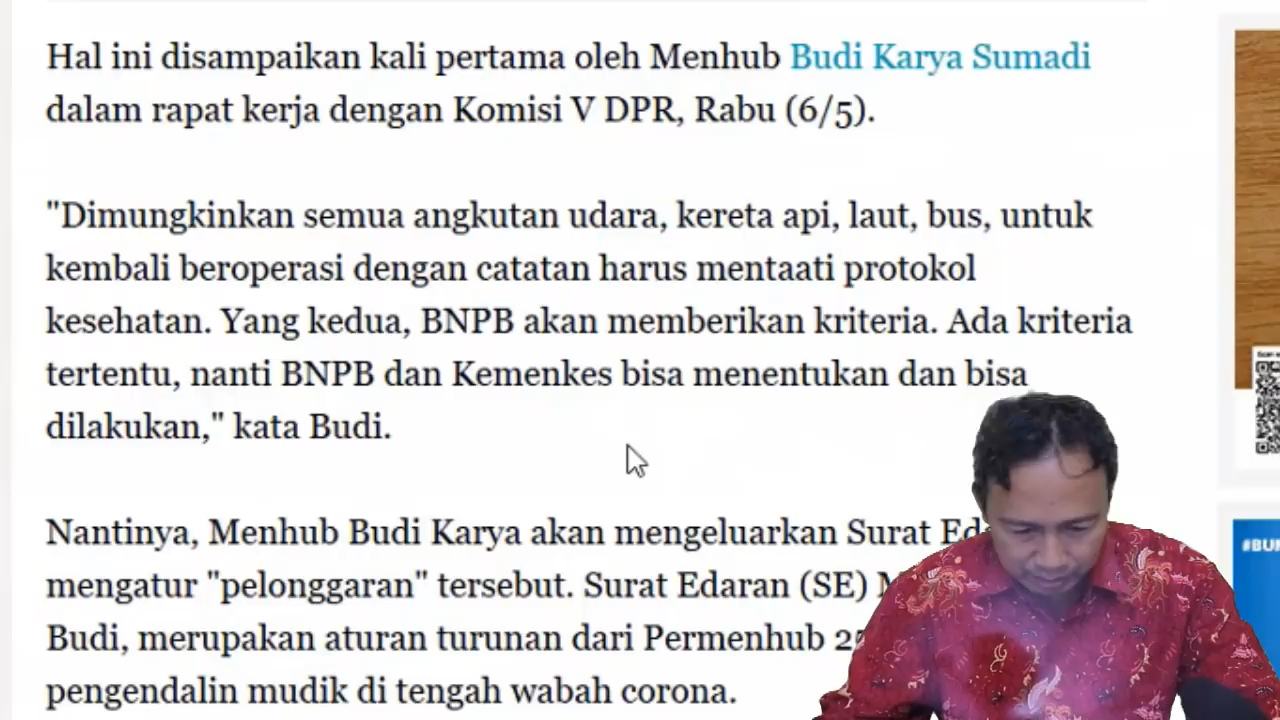 Hal ini disampaikan kali pertama oleh Menhub Budi Karya Sumadi
dalam rapat kerja dengan Komisi V DPR, Rabu (6/5).
"Dimungkinkan semua angkutan udara, kereta api, laut, bus, untuk
kembali beroperasi dengan catatan harus mentaati protokol
kesehatan. Yang kedua, BNPB akan memberikan kriteria. Ada kriteria
tertentu, nanti BNPB dan Kemenkes bisa menentukan dan bisa
dilakukan," kata Budi.
Nantinya, Menhub Budi Karya akan mengeluarkan Surat
mengatur "pelonggaran" tersebut. Surat Edaran (SE)
Budi, merupakan aturan turunan dari Permenhub
pengendalin mudik di tengah wabah corona.